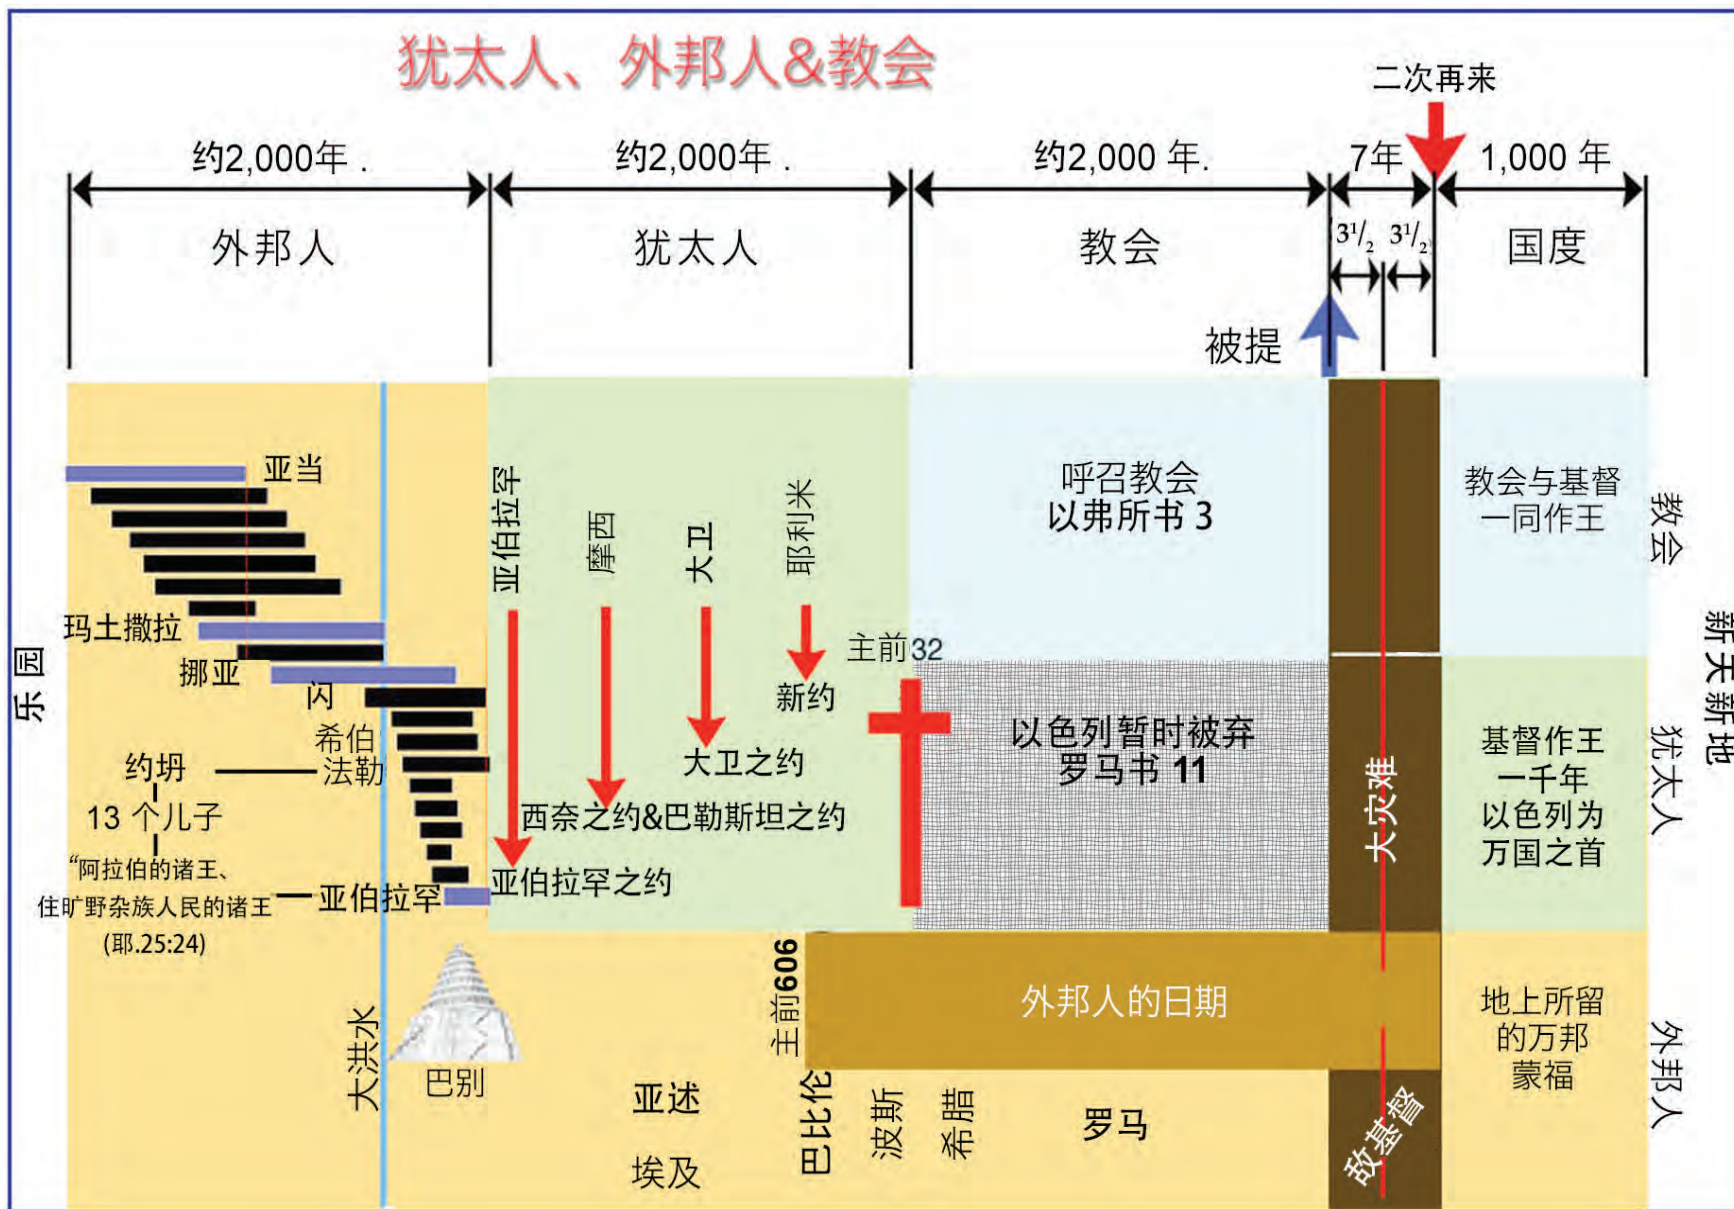 犹太人、外邦人&教会
二次再来
约2,000年 .
约2,000年 .
约2,000 年.
7年
1,000 年
外邦人
犹太人
教会
3¹/₂
3¹/₂
国度
被提
乐园
亚当
玛土撒拉
挪亚
闪
希伯
约坍
法勒
13 个儿子
“阿拉伯的诸王、
住旷野杂族人民的诸王
(耶.25:24)
亚伯拉罕
大洪水
巴别
亚伯拉罕
摩西
大卫
耶利米
新约
大卫之约
西奈之约&巴勒斯坦之约
亚伯拉罕之约
主前32
呼召教会
以弗所书 3
以色列暂时被弃
罗马书 11
大灾难
教会与基督
一同作王
基督作王
一千年
以色列为
万国之首
主前606
外邦人的日期
地上所留
的万邦
蒙福
亚述
埃及
巴比伦
波斯
希腊
罗马
敌基督
教会
犹太人
外邦人
新天新地